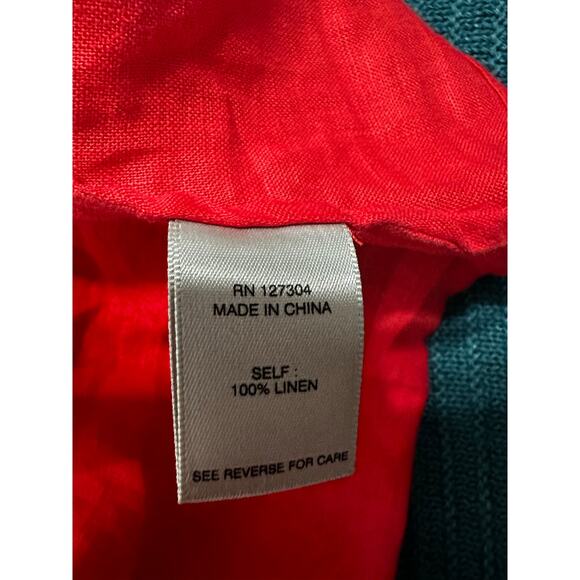 RN 127304
MADE IN CHINA
SELF :
100% LINEN
SEE REVERSE FOR CARE